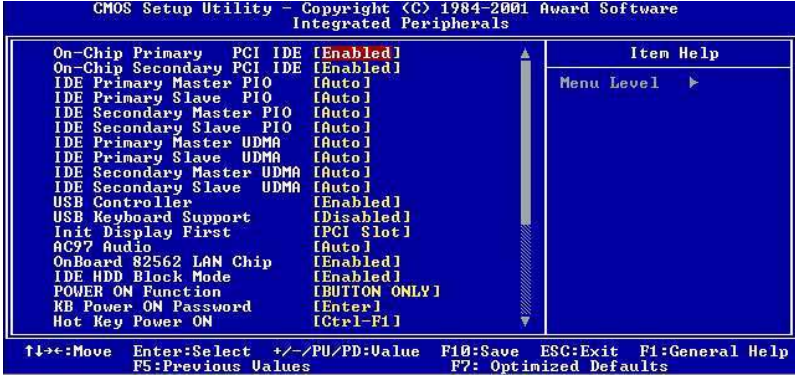 CMOS Setup Utility - Copyright (C) 1984-2001 Award Software
Integrated Peripherals
On-Chip Primary PCI IDE [Enabled]
On-Chip Secondary PCI IDE [Enabled]
IDE Primary Master PIO [Auto]
IDE Primary Slave PIO [Auto]
IDE Secondary Master PIO [Auto]
IDE Secondary Slave PIO [Auto]
IDE Primary Master UDMA [Auto]
IDE Primary Slave UDMA [Auto]
IDE Secondary Master UDMA [Auto]
IDE Secondary Slave UDMA [Auto]
USB Controller [Enabled]
USB Keyboard Support [Disabled]
Init Display First [PCI Slot]
AC97 Audio [Auto]
OnBoard 82562 LAN Chip [Enabled]
IDE HDD Block Mode [Enabled]
POWER ON Function [BUTTON ONLY]
KB Power ON Password [Enter]
Hot Key Power ON [Ctrl-F1]
Item Help
Menu Level ►
↑↓→←:Move Enter:Select +/-/PU/PD:Value F10:Save ESC:Exit F1:General Help
F5:Previous Values F7: Optimized Defaults